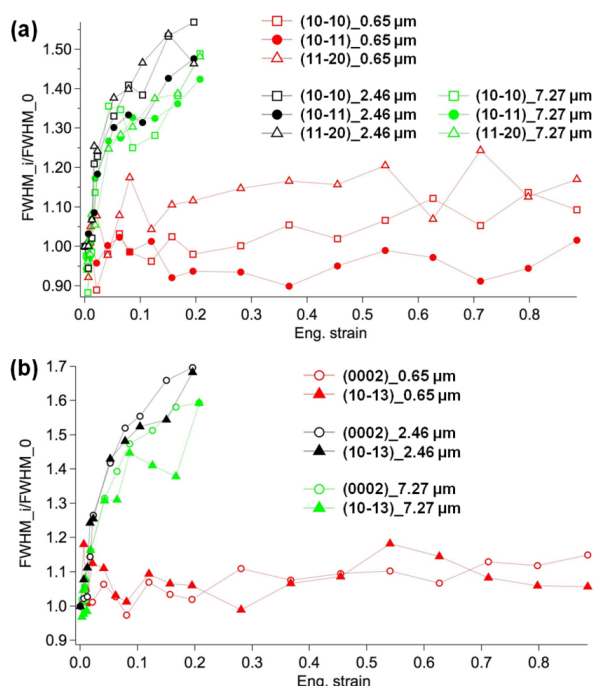 (a)
FWHM_i/FWHM_0
1.50
1.40
1.30
1.20
1.10
1.00
0.90
(10-10)_0.65 µm
(10-11)_0.65 µm
(11-20)_0.65 µm
(10-10)_2.46 µm (10-10)_7.27 µm
(10-11)_2.46 µm (10-11)_7.27 µm
(11-20)_2.46 µm (11-20)_7.27 µm
0.0 0.1 0.2 0.3 0.4 0.5 0.6 0.7 0.8
Eng. strain
(b)
FWHM_i/FWHM_0
1.7
1.6
1.5
1.4
1.3
1.2
1.1
1.0
0.9
(0002)_0.65 µm
(10-13)_0.65 µm
(0002)_2.46 µm
(10-13)_2.46 µm
(0002)_7.27 µm
(10-13)_7.27 µm
0.0 0.1 0.2 0.3 0.4 0.5 0.6 0.7 0.8
Eng. strain